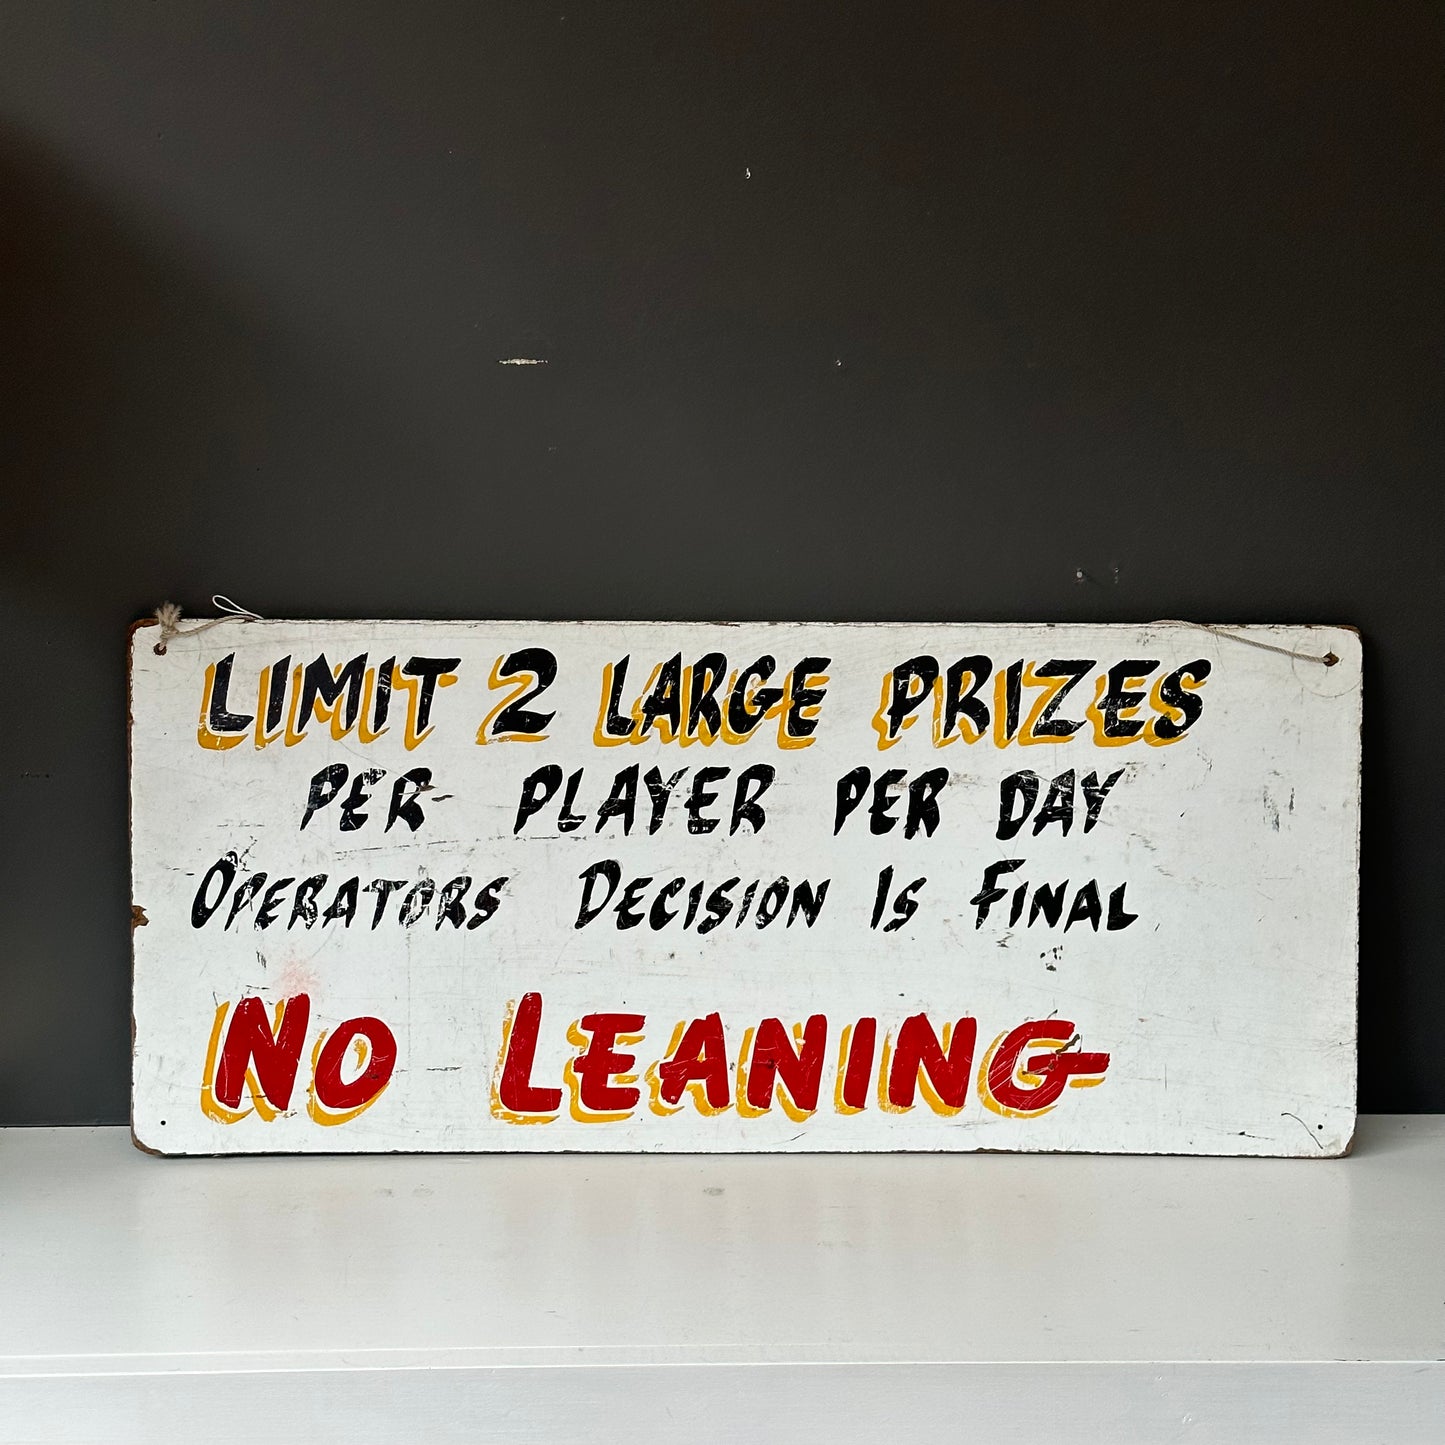 LIMIT 2 LARGE PRIZES
PER PLAYER PER DAY
OPERATORS DECISION IS FINAL
NO LEANING